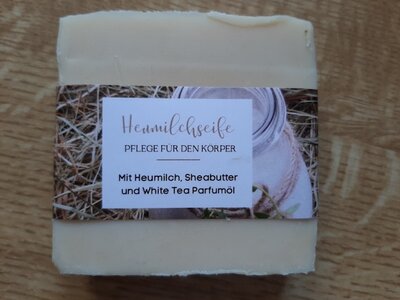 Heumilchseife
PFLEGE FÜR DEN KÖRPER
Mit Heumilch, Sheabutter
und White Tea Parfumöl